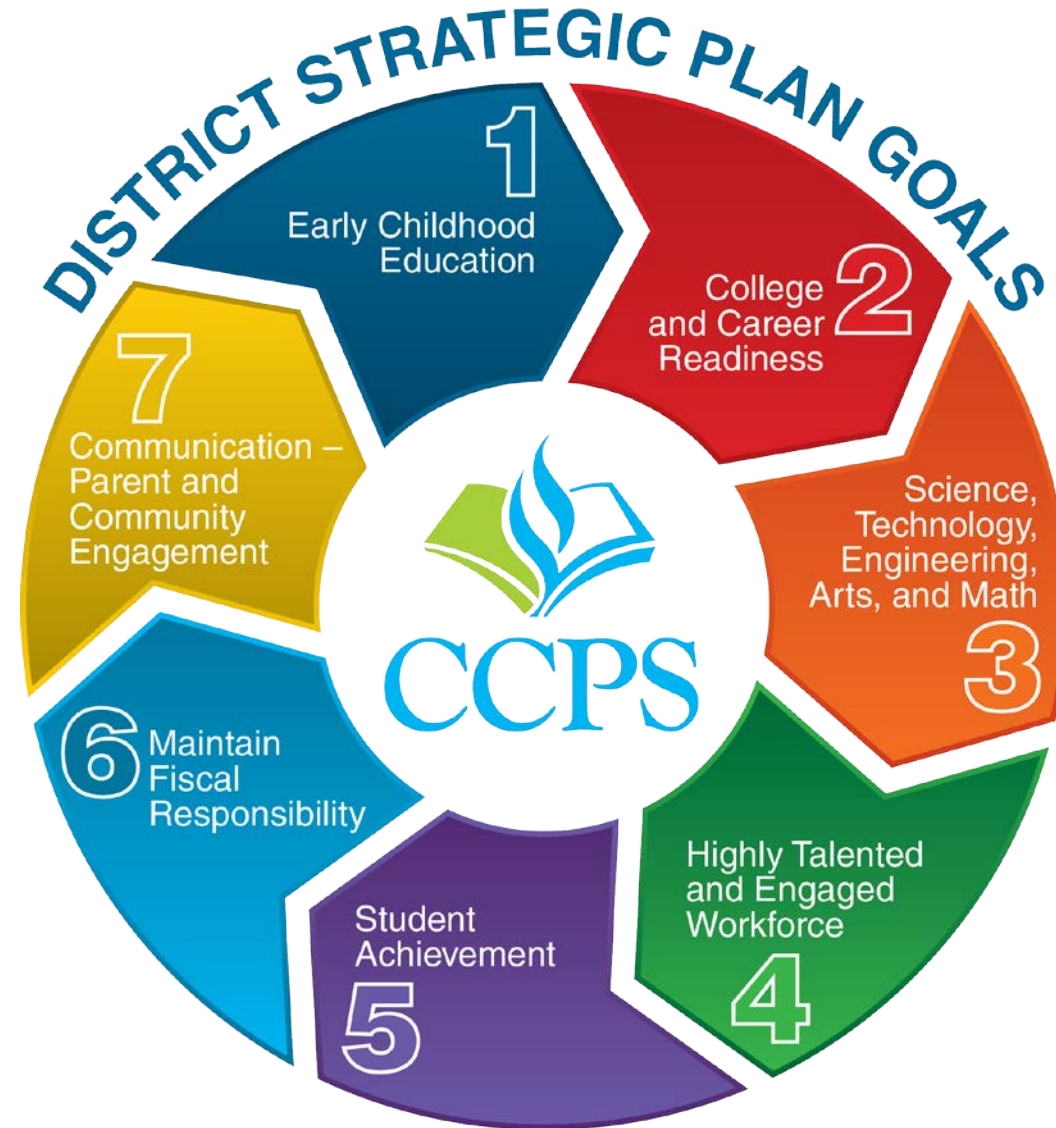 DISTRICT STRATEGIC PLAN GOALS
1
Early Childhood
Education
2
College
and Career
Readiness
Science,
Technology,
Engineering,
Arts, and Math
3
Highly Talented
and Engaged
Workforce
4
Student
Achievement
5
6
Maintain
Fiscal
Responsibility
7
Communication –
Parent and
Community
Engagement
CCPS